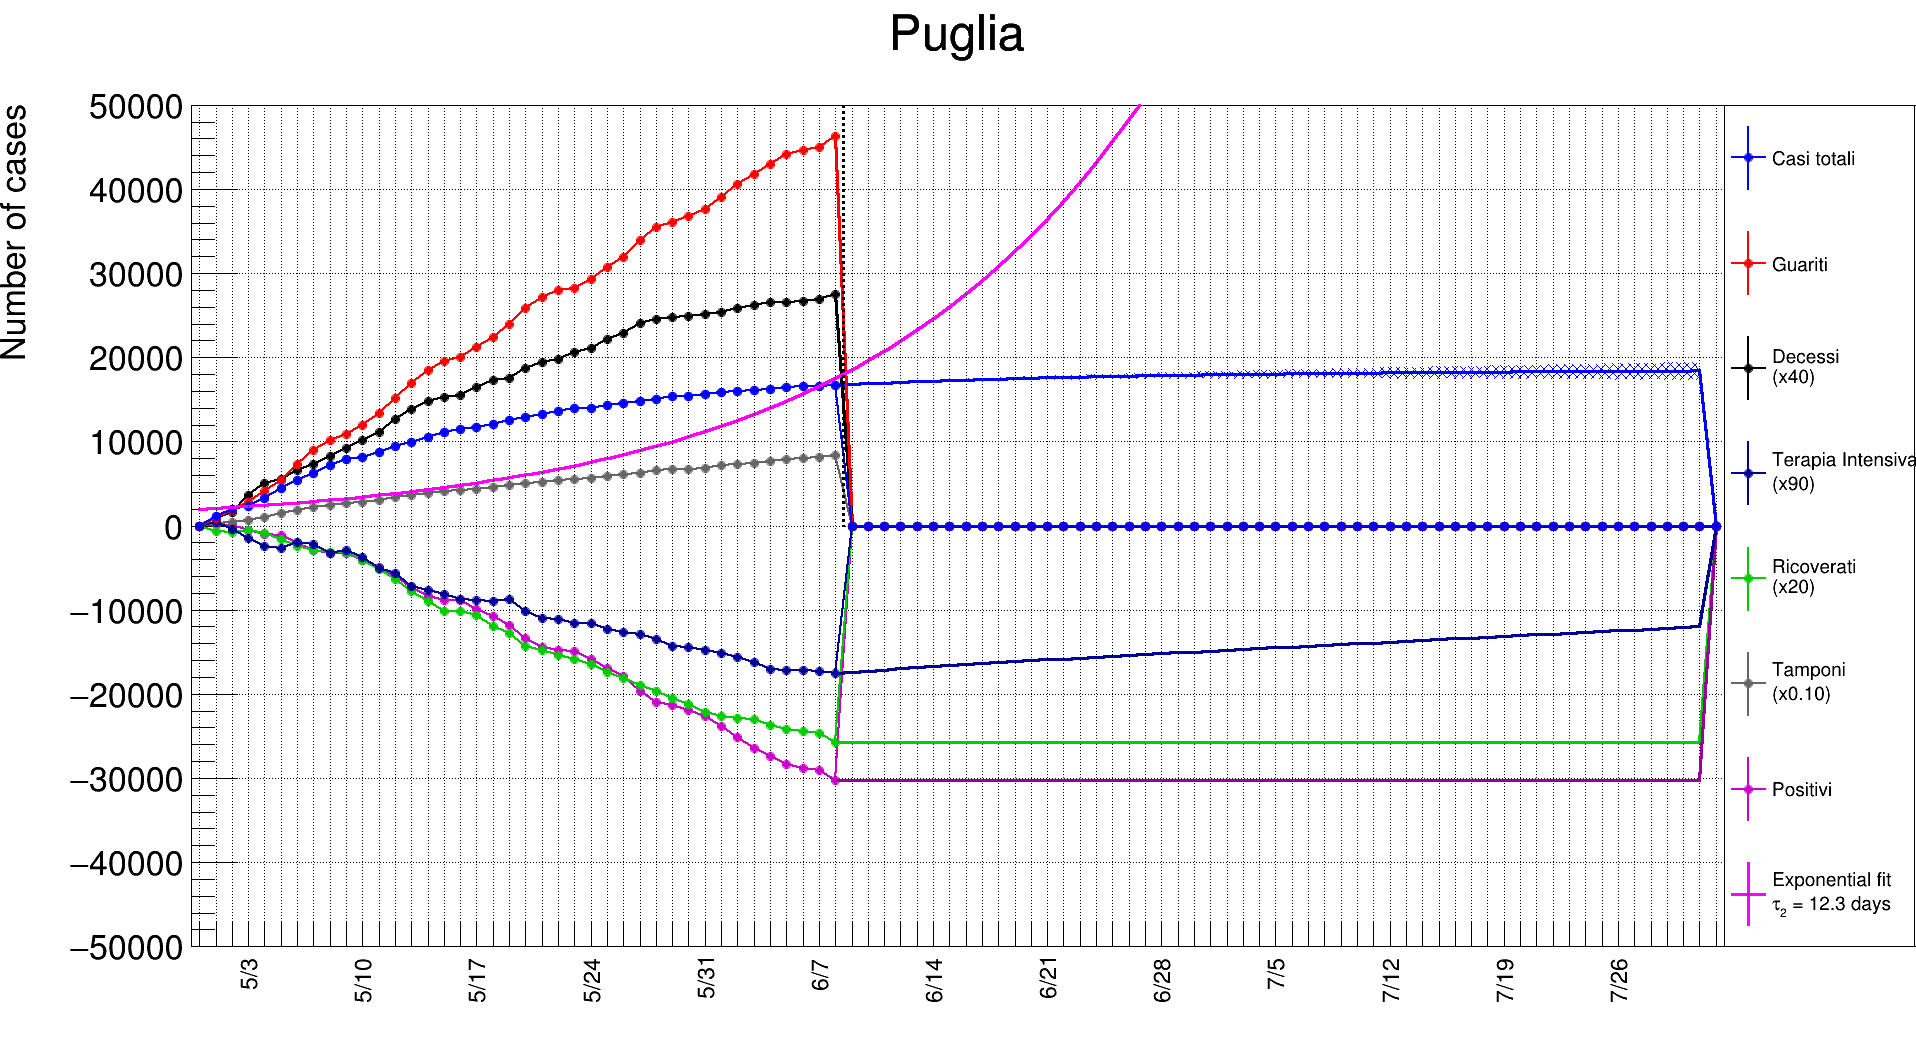 Puglia
Number of cases
50000
40000
30000
20000
10000
0
−10000
−20000
−30000
−40000
−50000
5/3
5/10
5/17
5/24
5/31
6/7
6/14
6/21
6/28
7/5
7/12
7/19
7/26
Casi totali
Guariti
Decessi
(x40)
Terapia Intensiva
(x90)
Ricoverati
(x20)
Tamponi
(x0.10)
Positivi
Exponential fit
τ2 = 12.3 days